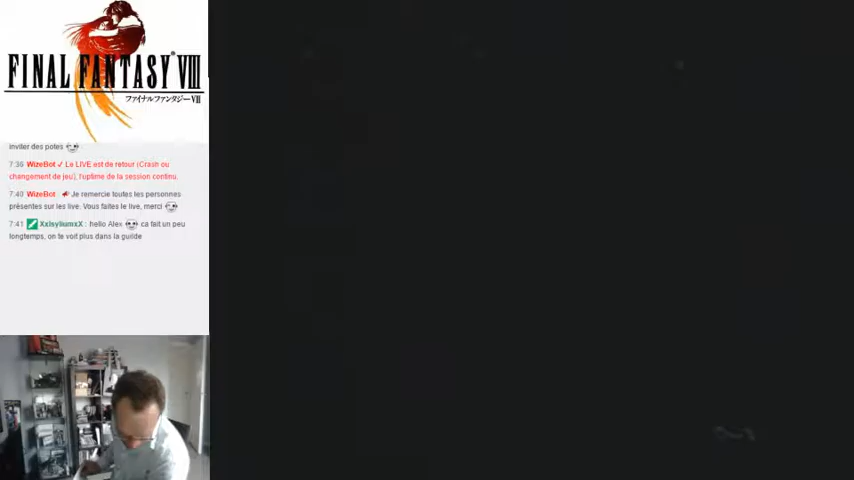 FINAL FANTASY VIII
ファイナルファンタジーVIII
inviter des potes
7:36 WizeBot ✓ Le LIVE est de retour (Crash ou
changement de jeu), l'uptime de la session continu.
7:40 WizeBot : Je remercie toutes les personnes
présentes sur les live. Vous faites le live, merci
7:41 XxlsyliumxX : hello Alex ca fait un peu
longtemps, on te voit plus dans la guilde